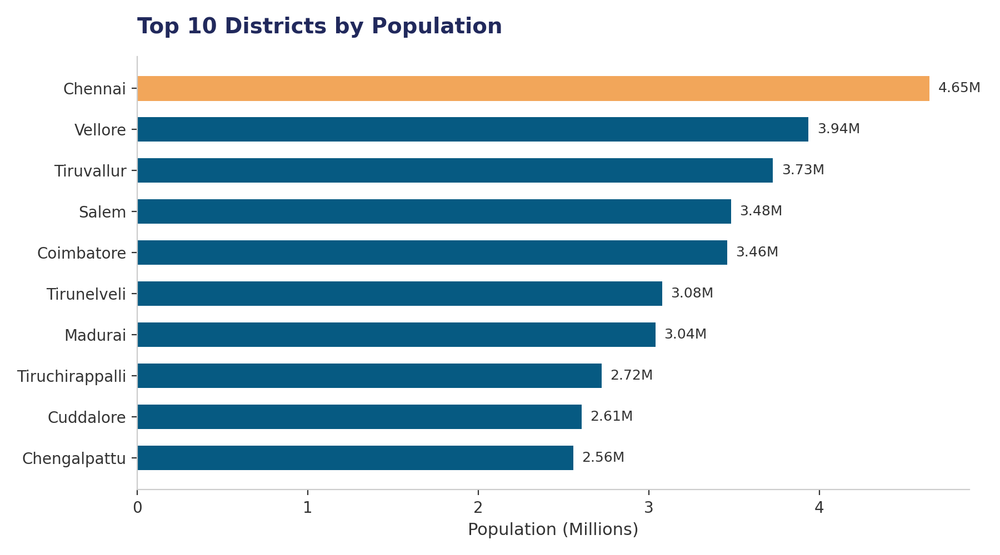 Top 10 Districts by Population
Chennai 4.65M
Vellore 3.94M
Tiruvallur 3.73M
Salem 3.48M
Coimbatore 3.46M
Tirunelveli 3.08M
Madurai 3.04M
Tiruchirappalli 2.72M
Cuddalore 2.61M
Chengalpattu 2.56M
0 1 2 3 4
Population (Millions)